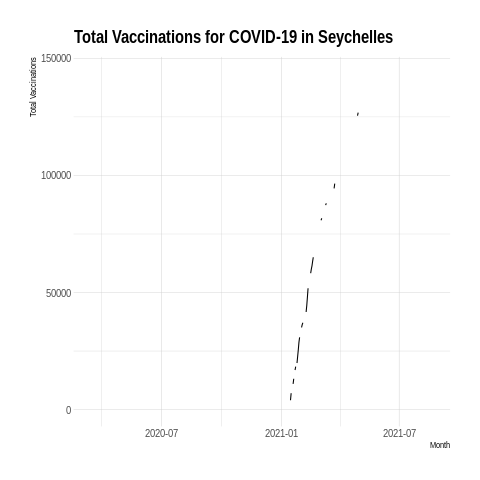 Total Vaccinations for COVID-19 in Seychelles
Total Vaccinations
150000
100000
50000
0
2020-07 2021-01 2021-07
Month